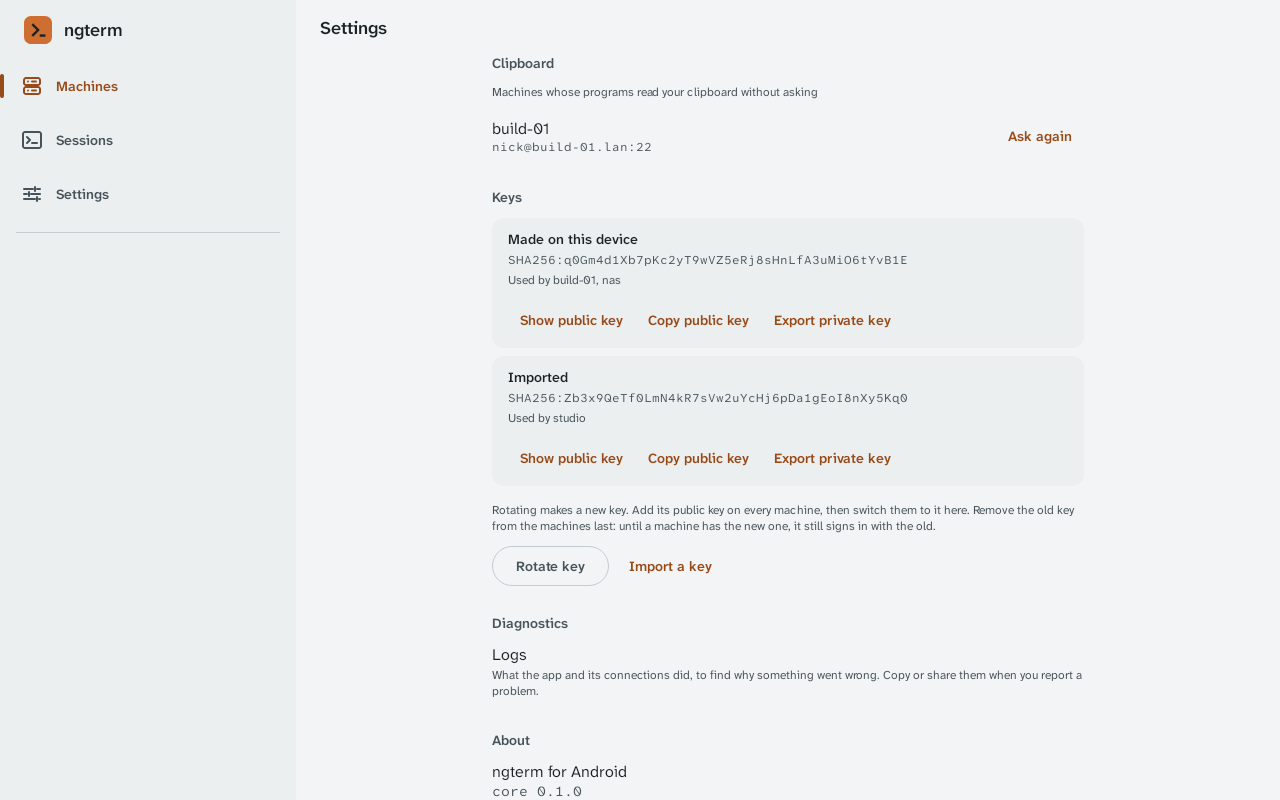 ngterm
Machines
Sessions
Settings
Settings
Clipboard
Machines whose programs read your clipboard without asking
build-01
nick@build-01.lan:22
Ask again
Keys
Made on this device
SHA256:q0Gm4d1Xb7pKc2yT9wVZ5eRj8sHnLfA3uMiO6tYvB1E
Used by build-01, nas
Show public key
Copy public key
Export private key
Imported
SHA256:Zb3x9QeTf0LmN4kR7sVw2uYcHj6pDa1gEoI8nXy5Kq0
Used by studio
Show public key
Copy public key
Export private key
Rotating makes a new key. Add its public key on every machine, then switch them to it here. Remove the old key
from the machines last: until a machine has the new one, it still signs in with the old.
Rotate key
Import a key
Diagnostics
Logs
What the app and its connections did, to find why something went wrong. Copy or share them when you report a
problem.
About
ngterm for Android
core 0.1.0